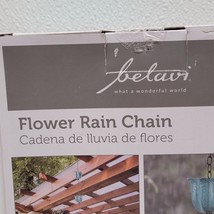 belavi
what a wonderful world
Flower Rain Chain
Cadena de lluvia de flores